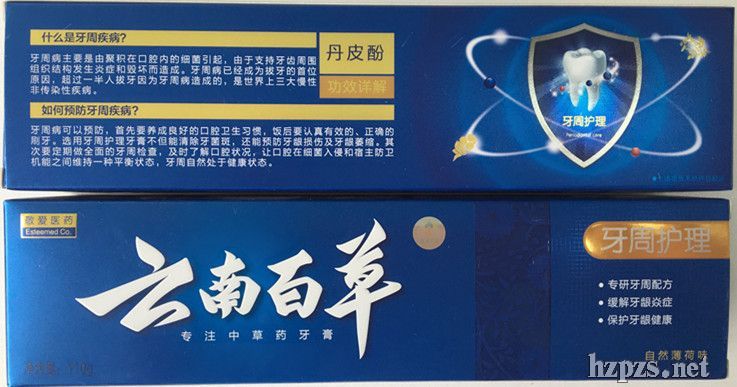 什么是牙周疾病?
牙周病主要是由聚积在口腔内的细菌引起,由于支持牙齿周围
组织结构发生炎症和毁坏而造成。牙周病已经成为拔牙的首位
原因,超过一半人拔牙因为牙周病造成的,是世界上三大慢性
非传染性疾病。
如何预防牙周疾病?
牙周病可以预防,首先要养成良好的口腔卫生习惯,饭后要认真有效的、正确的
刷牙。选用牙周护理牙膏不但能清除牙菌斑,还能预防牙龈损伤及牙龈萎缩。其
次要定期做全面的牙周检查,及时了解口腔状况,让口腔在细菌入侵和宿主防卫
机能之间维持一种平衡状态,牙周自然处于健康状态。
丹皮酚
功效详解
牙周护理
Periodontal care
敬爱医药
Esteemed Co.
云南百草
专注中草药牙膏
净含量:110g
牙周护理
•专研牙周配方
•缓解牙龈焱症
•保护牙龈健康
自然薄荷味
hzpzs.net